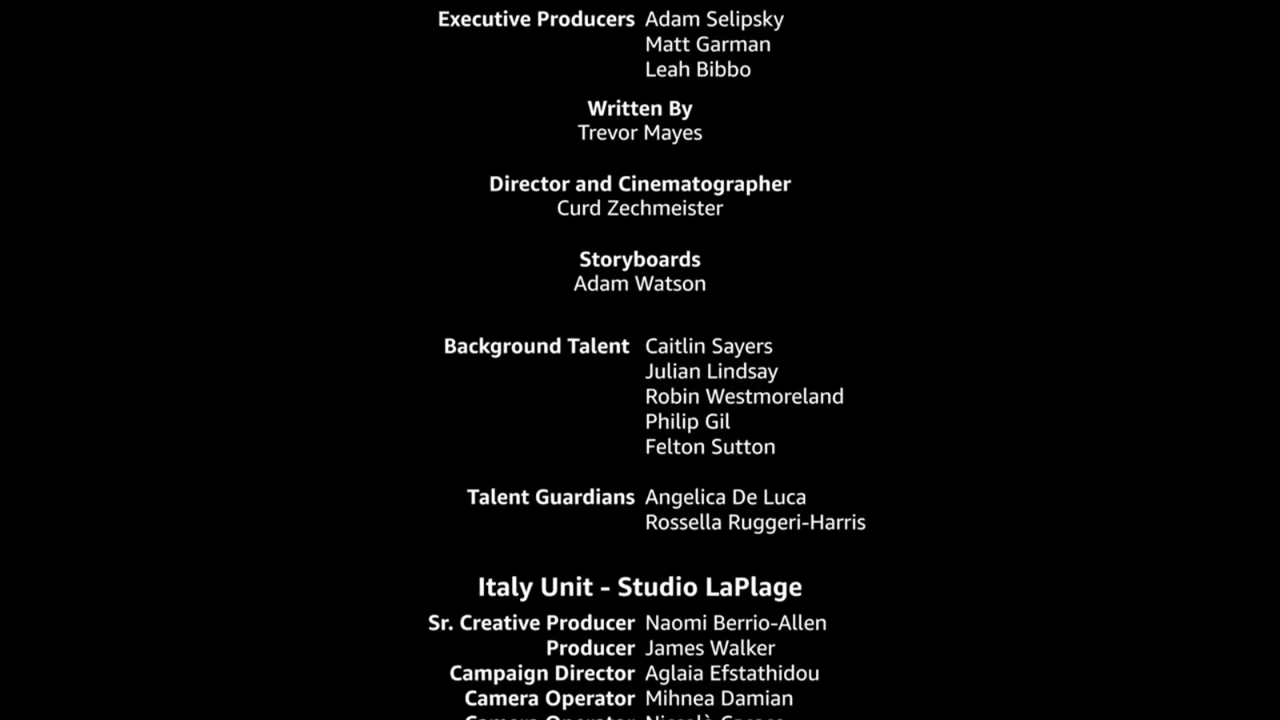 Executive Producers Adam Selipsky
Matt Garman
Leah Bibbo
Written By
Trevor Mayes
Director and Cinematographer
Curd Zechmeister
Storyboards
Adam Watson
Background Talent Caitlin Sayers
Julian Lindsay
Robin Westmoreland
Philip Gil
Felton Sutton
Talent Guardians Angelica De Luca
Rossella Ruggeri-Harris
Italy Unit - Studio LaPlage
Sr. Creative Producer Naomi Berrio-Allen
Producer James Walker
Campaign Director Aglaia Efstathidou
Camera Operator Mihnea Damian
Camera Operator